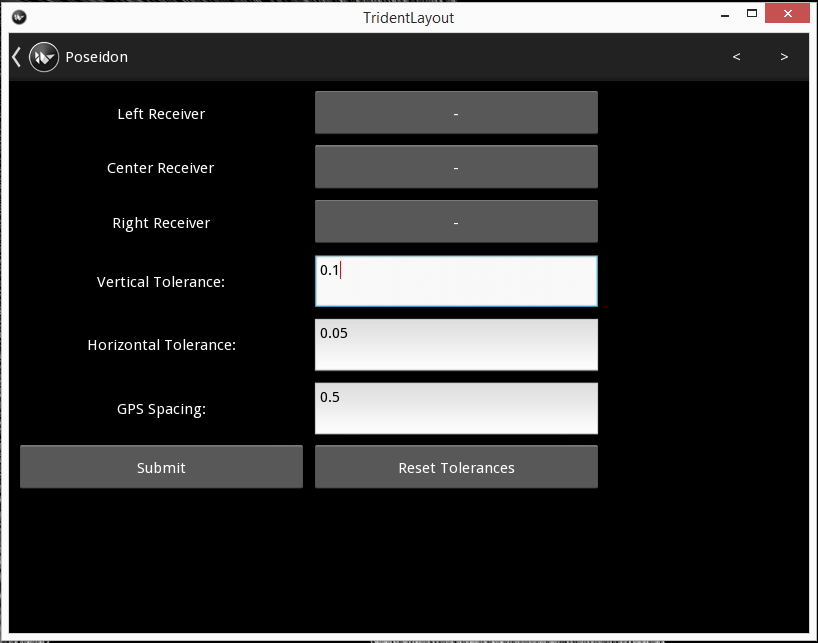 TridentLayout
Poseidon < >
Left Receiver -
Center Receiver -
Right Receiver -
Vertical Tolerance: 0.1
Horizontal Tolerance: 0.05
GPS Spacing: 0.5
Submit Reset Tolerances